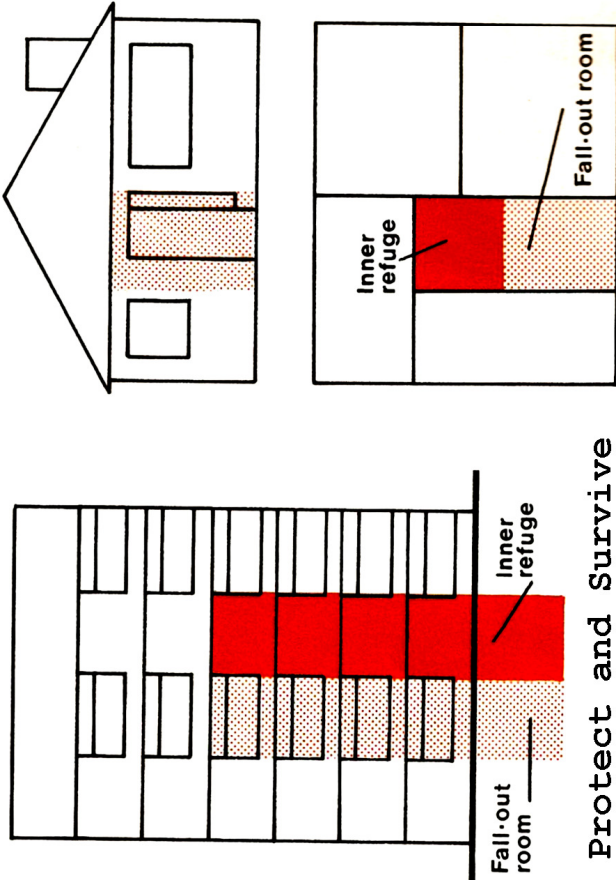 Inner
refuge
Fall·out room
Inner
refuge
Fall·out
room
Protect and Survive